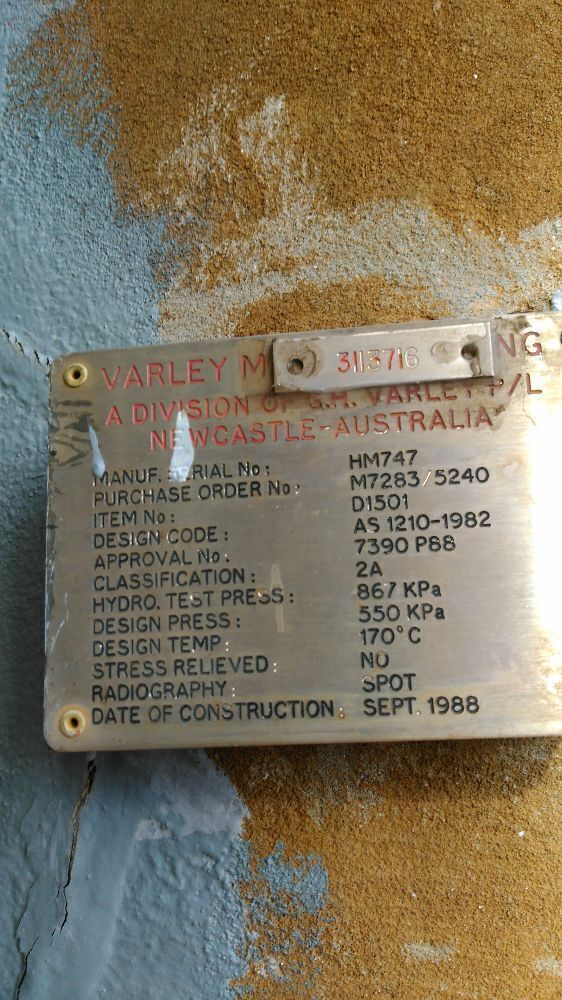 VARLEY M 3113716 NG
A DIVISION OF G.H. VARLEY P/L
NEWCASTLE-AUSTRALIA
MANUF. SERIAL No: HM747
PURCHASE ORDER No: M7283/5240
ITEM No: D1501
DESIGN CODE: AS 1210-1982
APPROVAL No: 7390 P88
CLASSIFICATION: 2A
HYDRO. TEST PRESS: 867 KPa
DESIGN PRESS: 550 KPa
DESIGN TEMP: 170°C
STRESS RELIEVED: NO
RADIOGRAPHY: SPOT
DATE OF CONSTRUCTION: SEPT. 1988